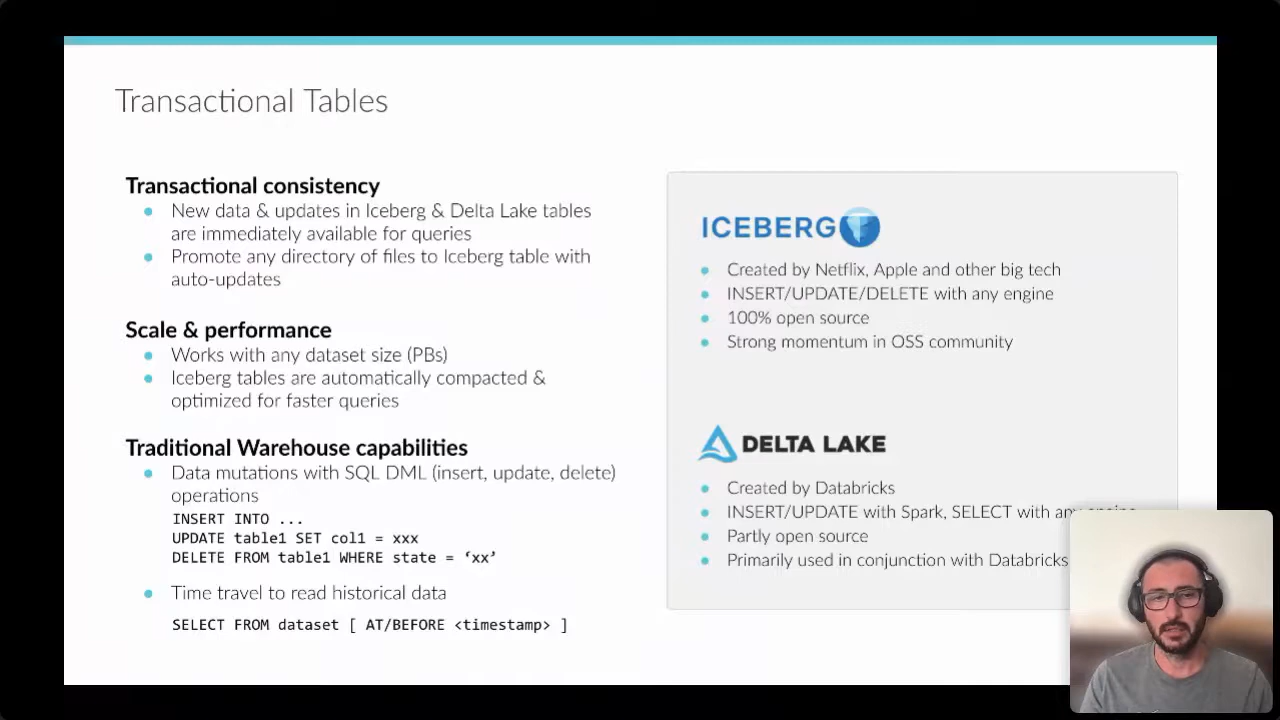 Transactional Tables
Transactional consistency
● New data & updates in Iceberg & Delta Lake tables
are immediately available for queries
● Promote any directory of files to Iceberg table with
auto-updates
Scale & performance
● Works with any dataset size (PBs)
● Iceberg tables are automatically compacted &
optimized for faster queries
Traditional Warehouse capabilities
● Data mutations with SQL DML (insert, update, delete)
operations
INSERT INTO ...
UPDATE table1 SET col1 = xxx
DELETE FROM table1 WHERE state = ‘xx’
● Time travel to read historical data
SELECT FROM dataset [ AT/BEFORE <timestamp> ]
ICEBERG
● Created by Netflix, Apple and other big tech
● INSERT/UPDATE/DELETE with any engine
● 100% open source
● Strong momentum in OSS community
DELTA LAKE
● Created by Databricks
● INSERT/UPDATE with Spark, SELECT with any engine
● Partly open source
● Primarily used in conjunction with Databricks